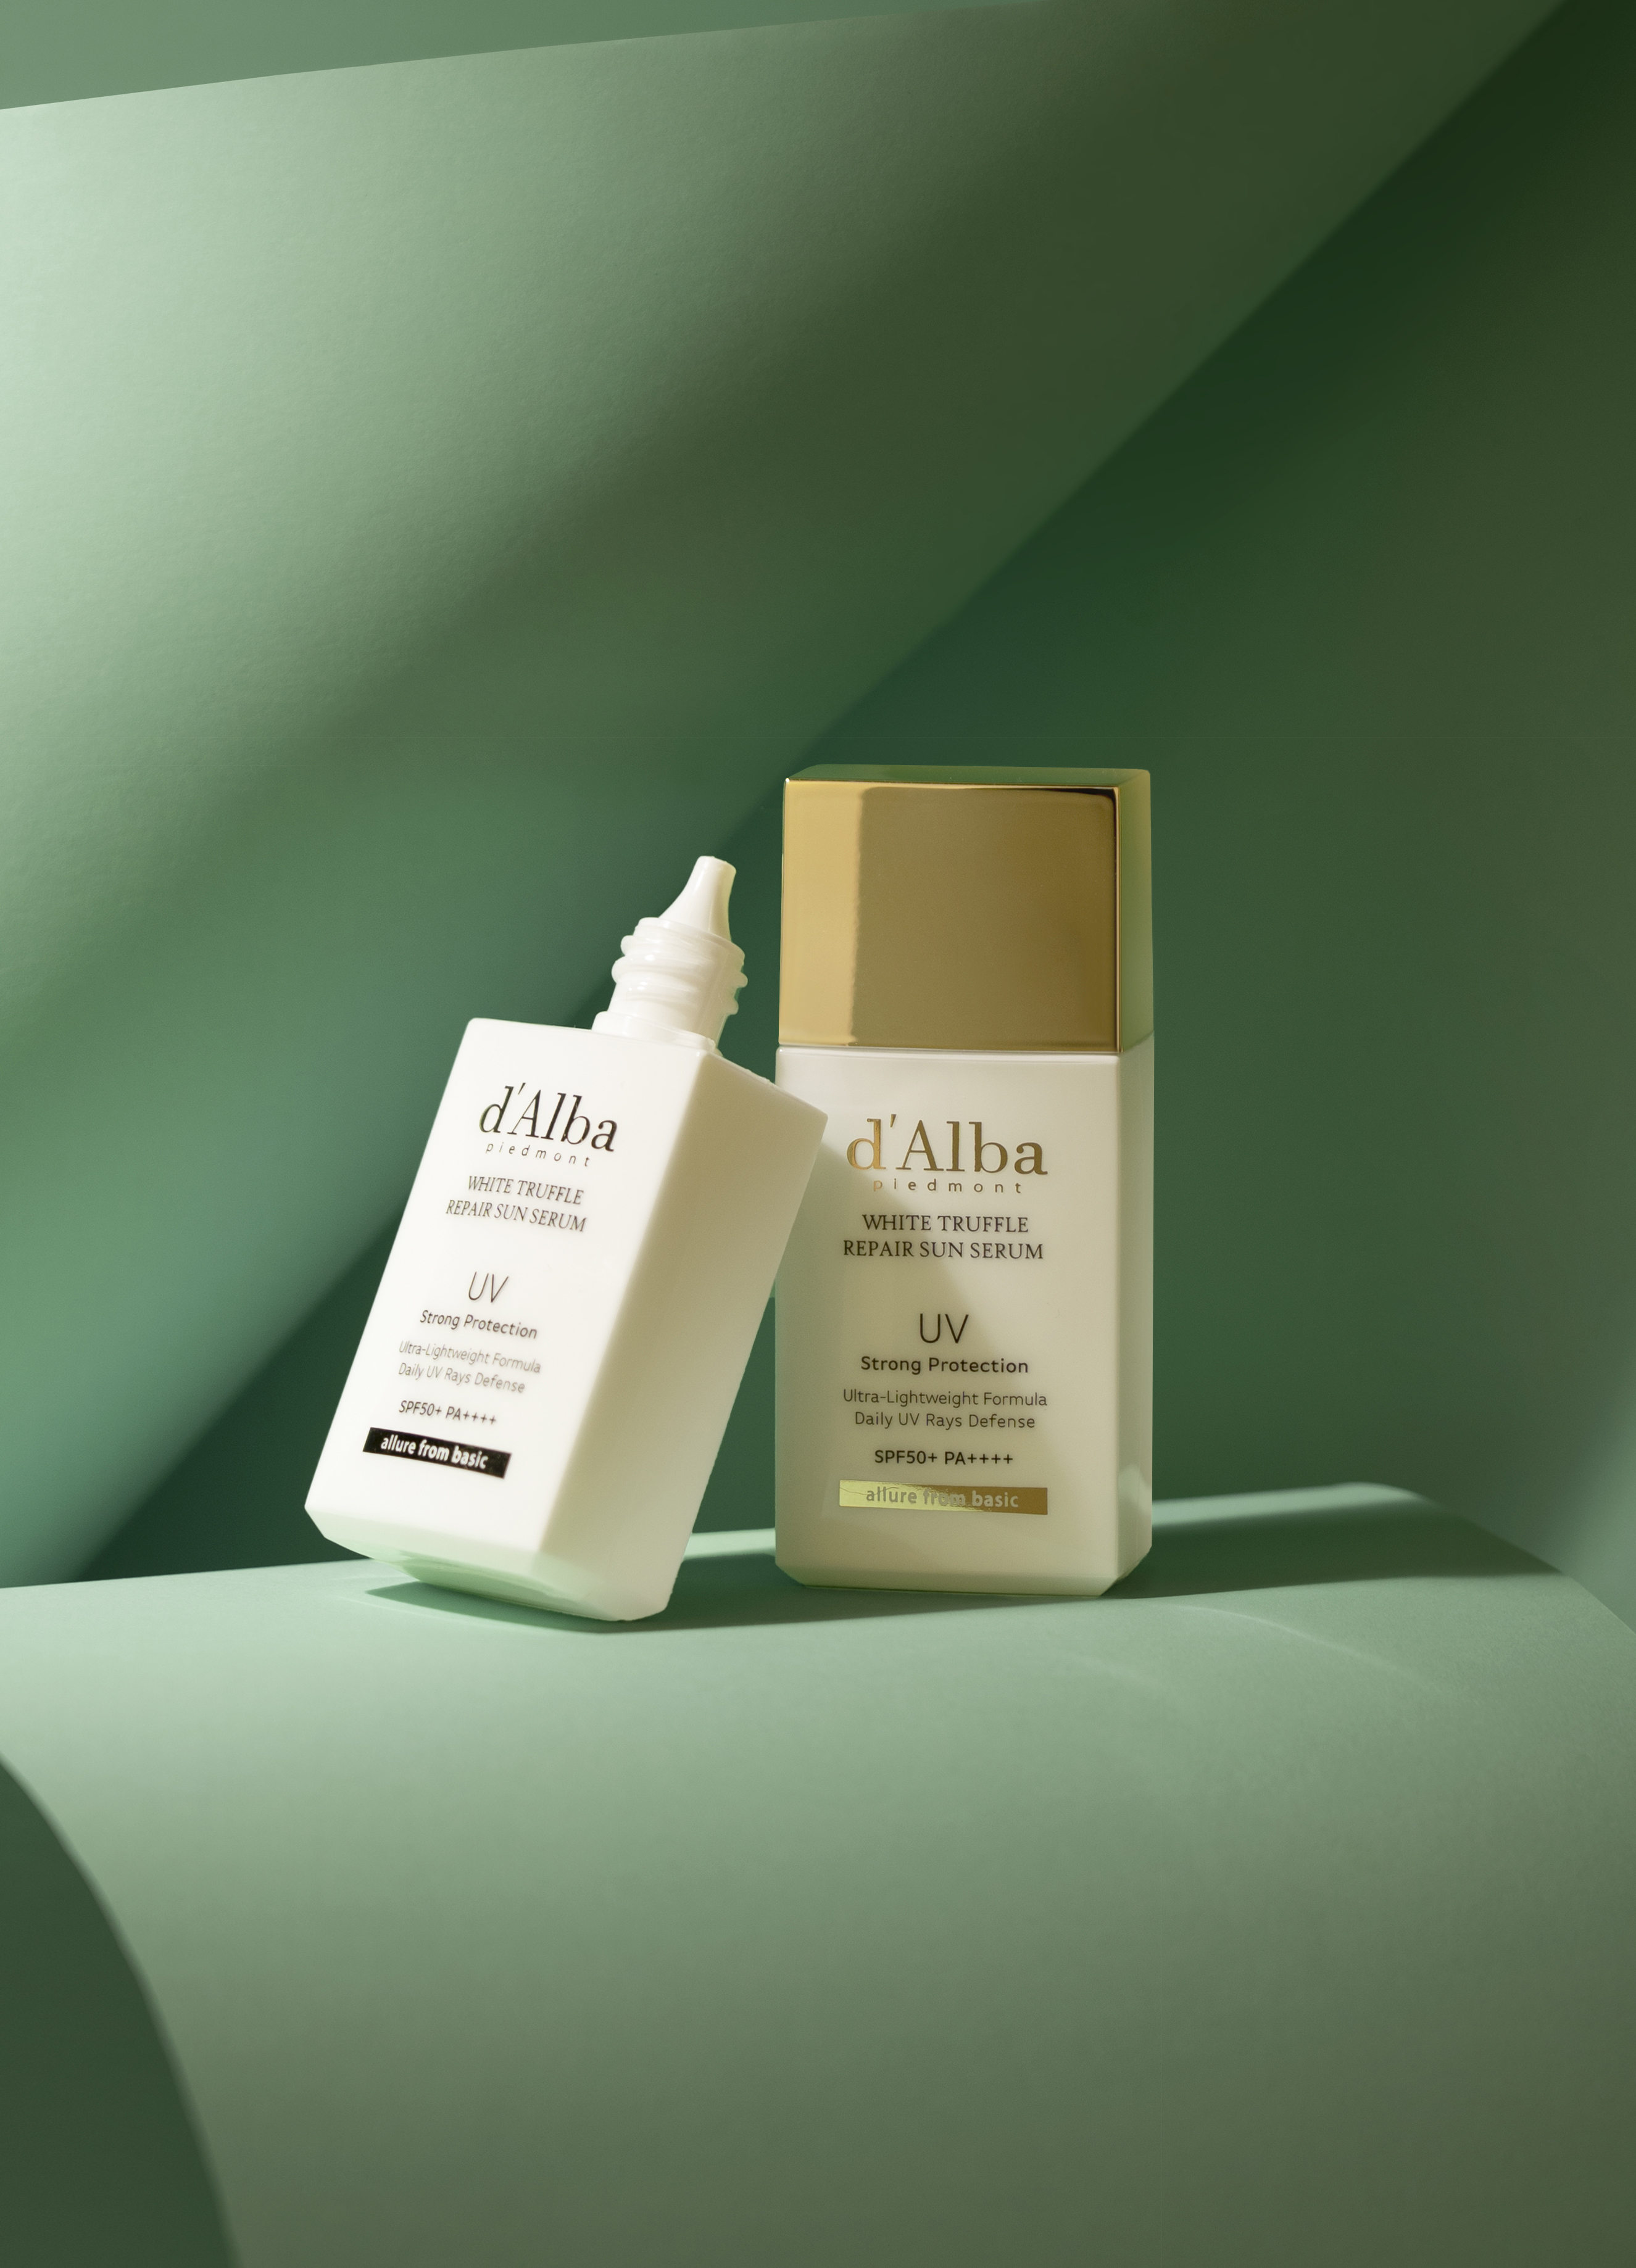 d'Alba
piedmont
WHITE TRUFFLE
REPAIR SUN SERUM
UV
Strong Protection
Ultra-Lightweight Formula
Daily UV Rays Defense
SPF50+ PA++++
allure from basic
d'Alba
piedmont
WHITE TRUFFLE
REPAIR SUN SERUM
UV
Strong Protection
Ultra-Lightweight Formula
Daily UV Rays Defense
SPF50+ PA++++
allure from basic